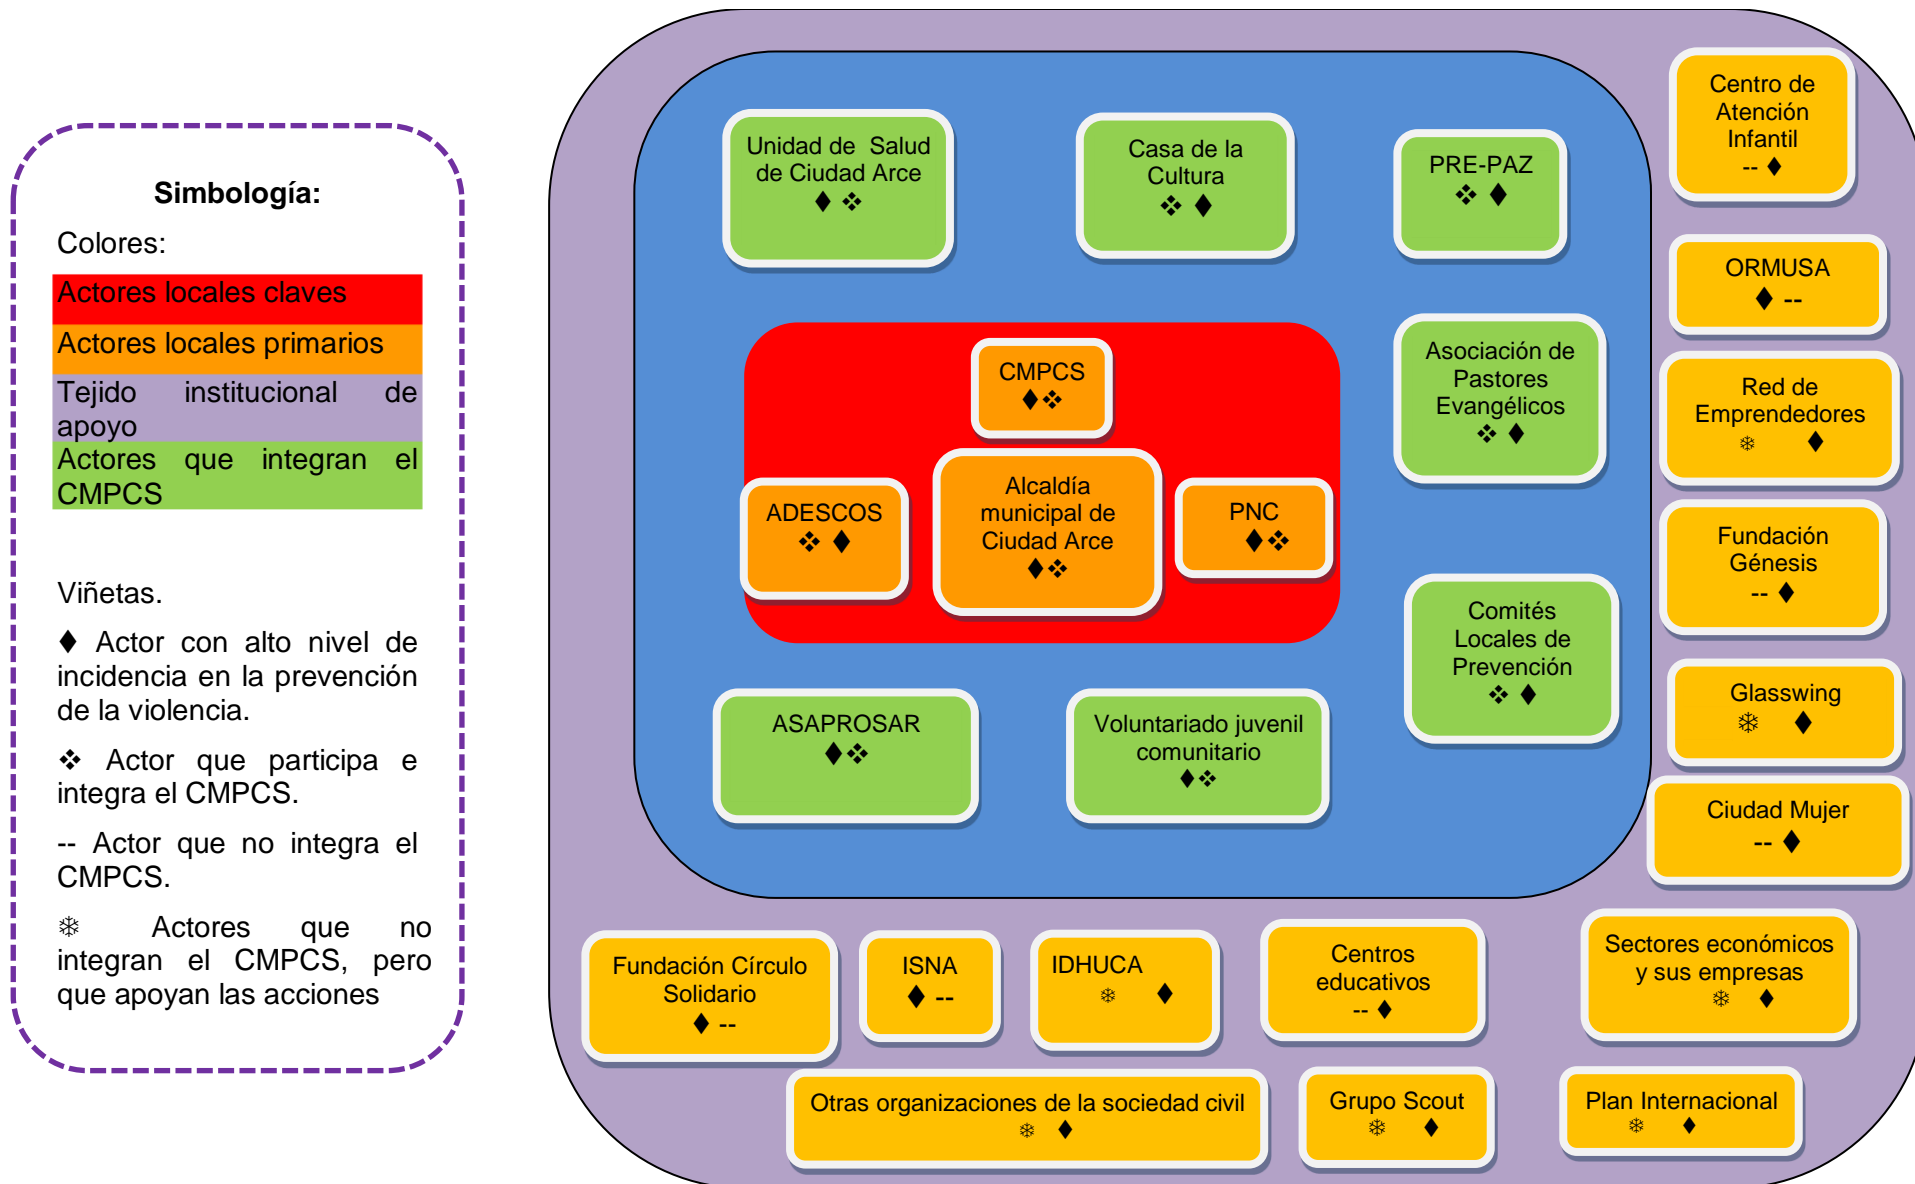 Simbología:
Colores:
Actores locales claves
Actores locales primarios
Tejido institucional de
apoyo
Actores que integran el
CMPCS
Viñetas.
♦ Actor con alto nivel de
incidencia en la prevención
de la violencia.
❖ Actor que participa e
integra el CMPCS.
-- Actor que no integra el
CMPCS.
❄ Actores que no
integran el CMPCS, pero
que apoyan las acciones
Unidad de Salud
de Ciudad Arce
♦ ❖
Casa de la
Cultura
❖ ♦
PRE-PAZ
❖ ♦
Asociación de
Pastores
Evangélicos
❖ ♦
Comités
Locales de
Prevención
❖ ♦
CMPCS
♦❖
ADESCOS
❖ ♦
Alcaldía
municipal de
Ciudad Arce
♦❖
PNC
♦❖
ASAPROSAR
♦❖
Voluntariado juvenil
comunitario
♦❖
Centro de
Atención
Infantil
-- ♦
ORMUSA
♦ --
Red de
Emprendedores
❄ ♦
Fundación
Génesis
-- ♦
Glasswing
❄ ♦
Ciudad Mujer
-- ♦
Fundación Círculo
Solidario
♦ --
ISNA
♦ --
IDHUCA
❄ ♦
Centros
educativos
-- ♦
Sectores económicos
y sus empresas
❄ ♦
Otras organizaciones de la sociedad civil
❄ ♦
Grupo Scout
❄ ♦
Plan Internacional
❄ ♦